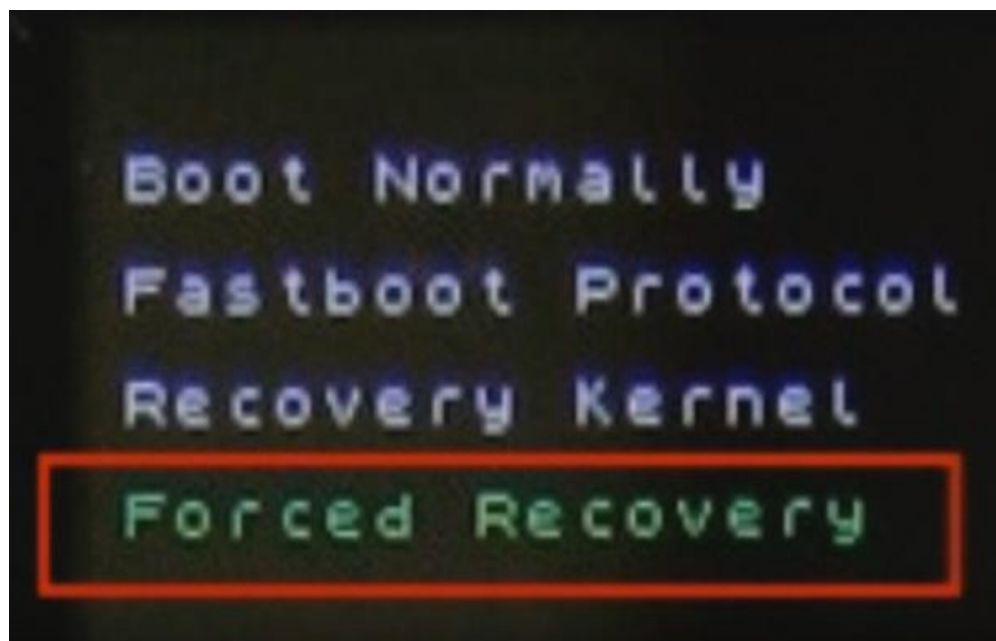 Boot Normally
Fastboot Protocol
Recovery Kernel
Forced Recovery